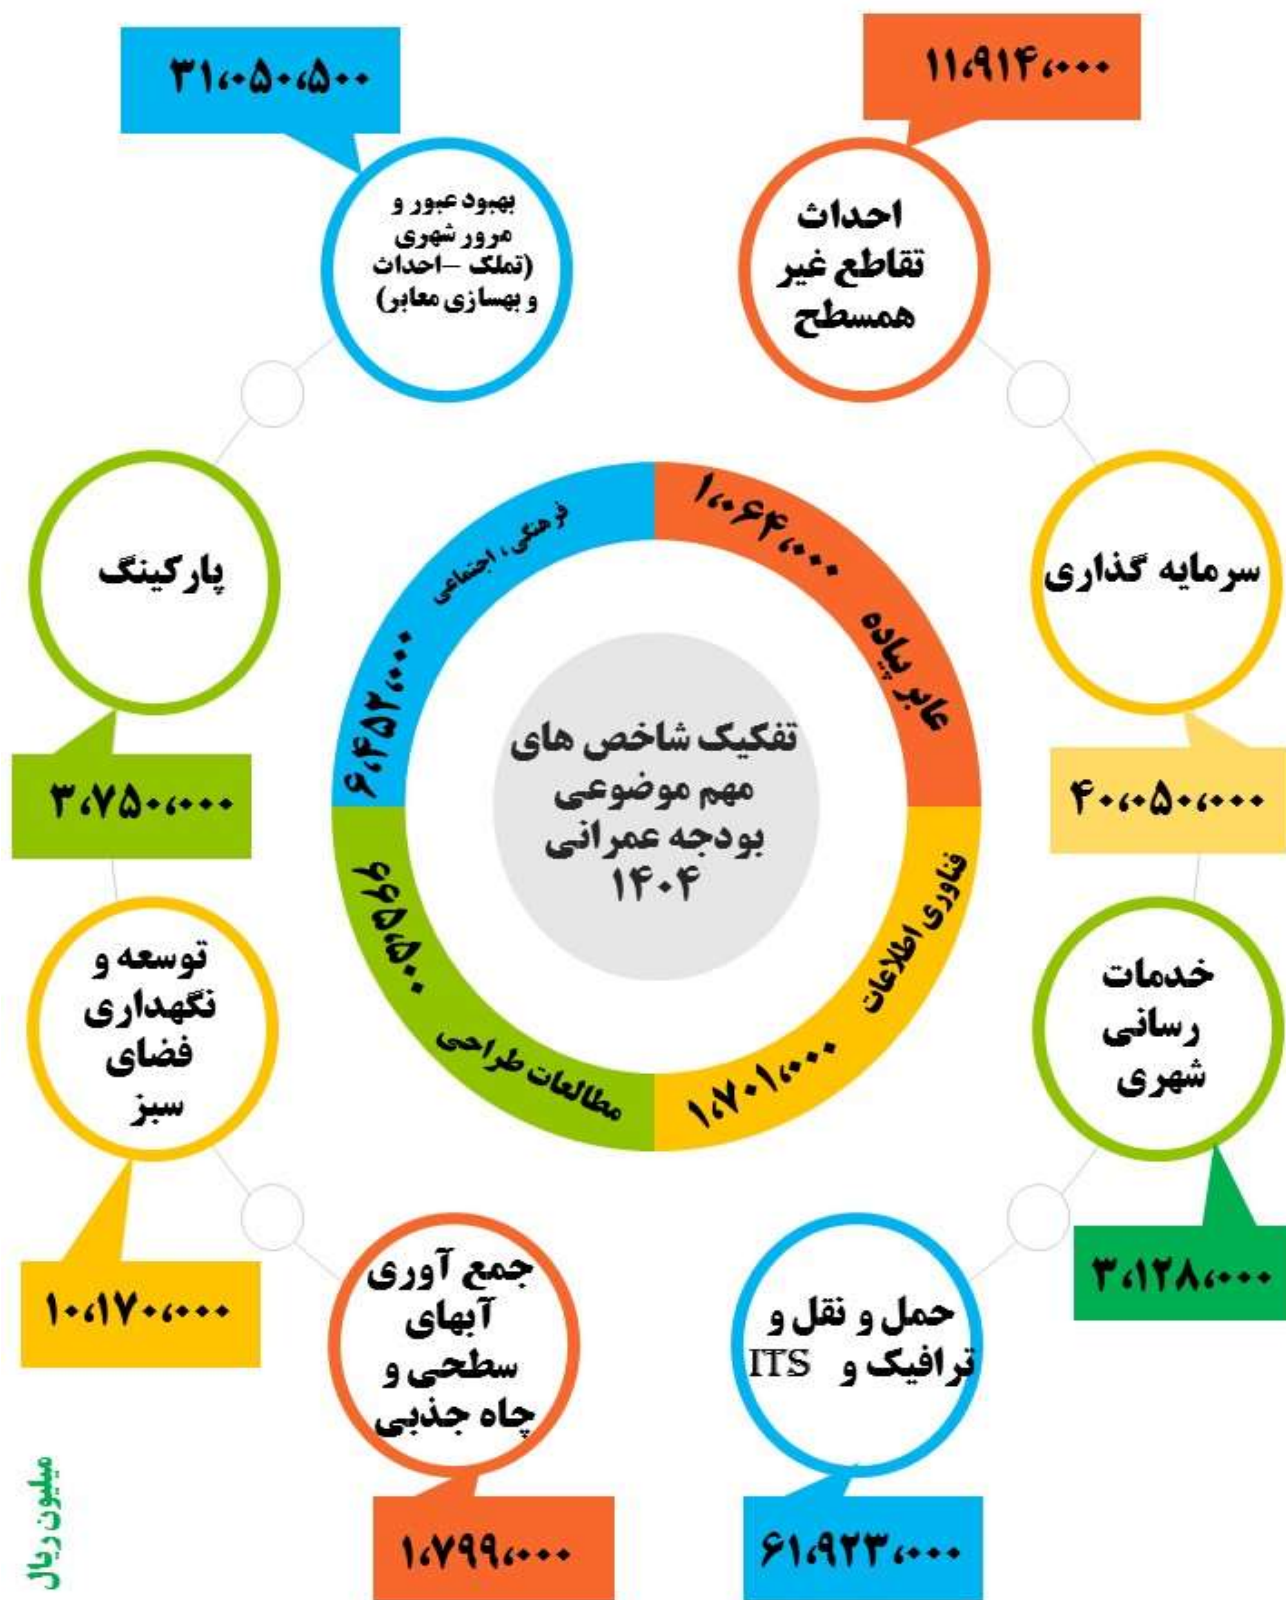 ۱۱،۹۱۴،۰۰۰
احداث
تقاطع غیر
همسطح
۳۱،۰۵۰،۵۰۰
بهبود عبور و
مرور شهری
(تملک –احداث
و بهسازی معابر)
سرمایه گذاری
۴۰،۰۵۰،۰۰۰
پارکینگ
۳،۷۵۰،۰۰۰
۱،۰۶۴،۰۰۰
عابر پیاده
فرهنگی، اجتماعی
۶،۴۵۲،۰۰۰
تفکیک شاخص های
مهم موضوعی
بودجه عمرانی
۱۴۰۴
فناوری اطلاعات
۱،۷۰۱،۰۰۰
۶۶۵،۵۰۰
مطالعات طراحی
خدمات
رسانی
شهری
۳،۱۲۸،۰۰۰
توسعه و
نگهداری
فضای
سبز
۱۰،۱۷۰،۰۰۰
حمل و نقل و
ترافیک و ITS
۶۱،۹۲۳،۰۰۰
جمع آوری
آبهای
سطحی و
چاه جذبی
۱،۷۹۹،۰۰۰
میلیون ریال